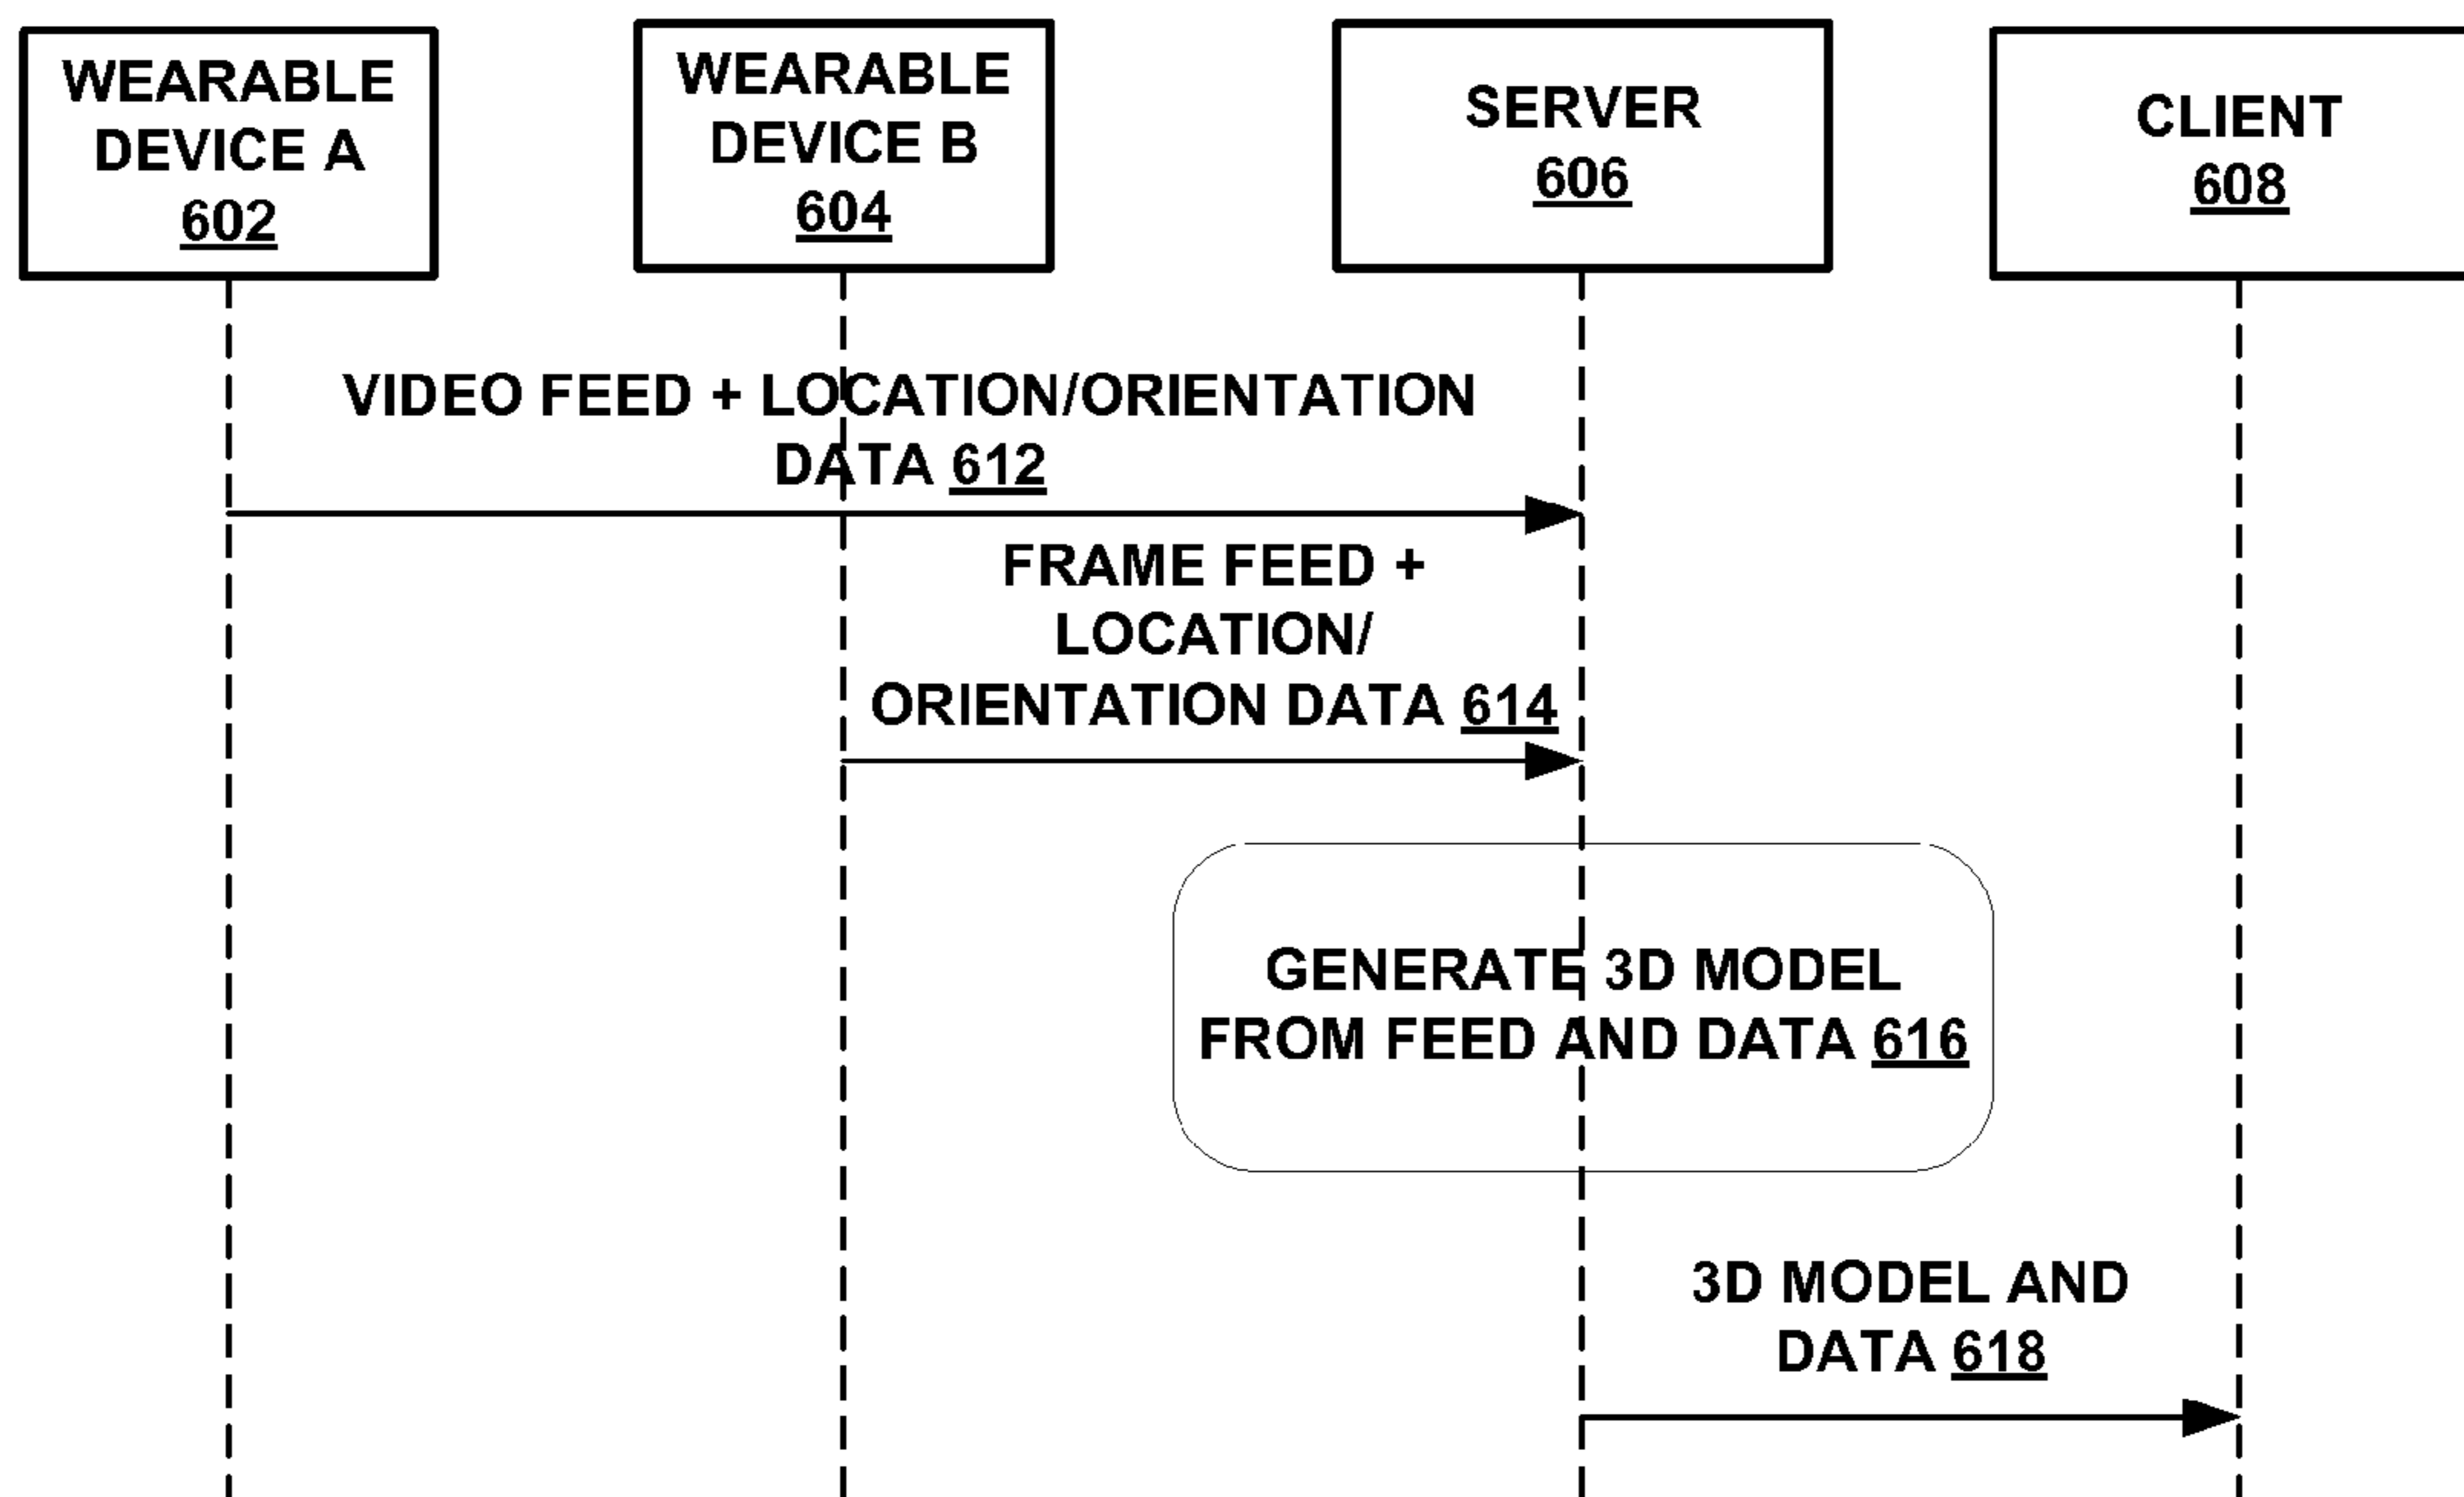 WEARABLE
DEVICE A
602
WEARABLE
DEVICE B
604
SERVER
606
CLIENT
608
VIDEO FEED + LOCATION/ORIENTATION
DATA 612
FRAME FEED +
LOCATION/
ORIENTATION DATA 614
GENERATE 3D MODEL
FROM FEED AND DATA 616
3D MODEL AND
DATA 618